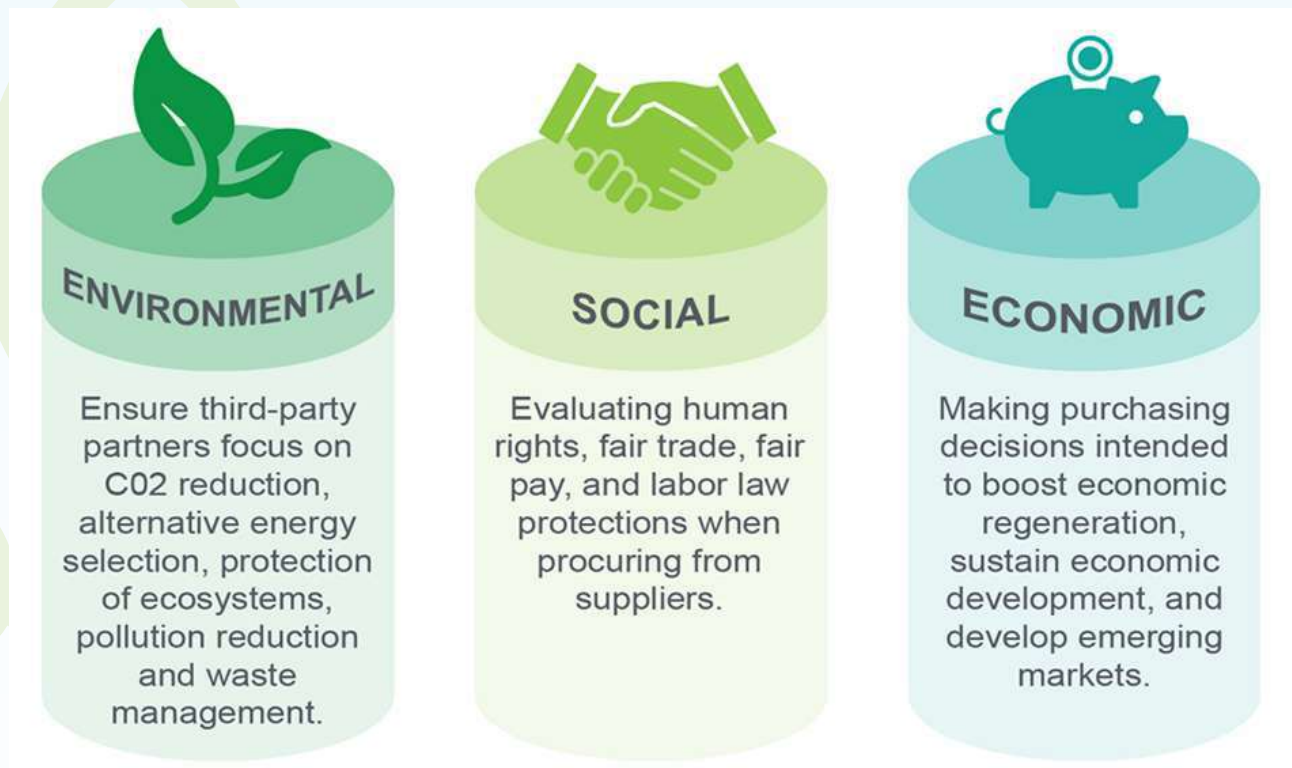 ENVIRONMENTAL
Ensure third-party
partners focus on
C02 reduction,
alternative energy
selection, protection
of ecosystems,
pollution reduction
and waste
management.
SOCIAL
Evaluating human
rights, fair trade, fair
pay, and labor law
protections when
procuring from
suppliers.
ECONOMIC
Making purchasing
decisions intended
to boost economic
regeneration,
sustain economic
development, and
develop emerging
markets.